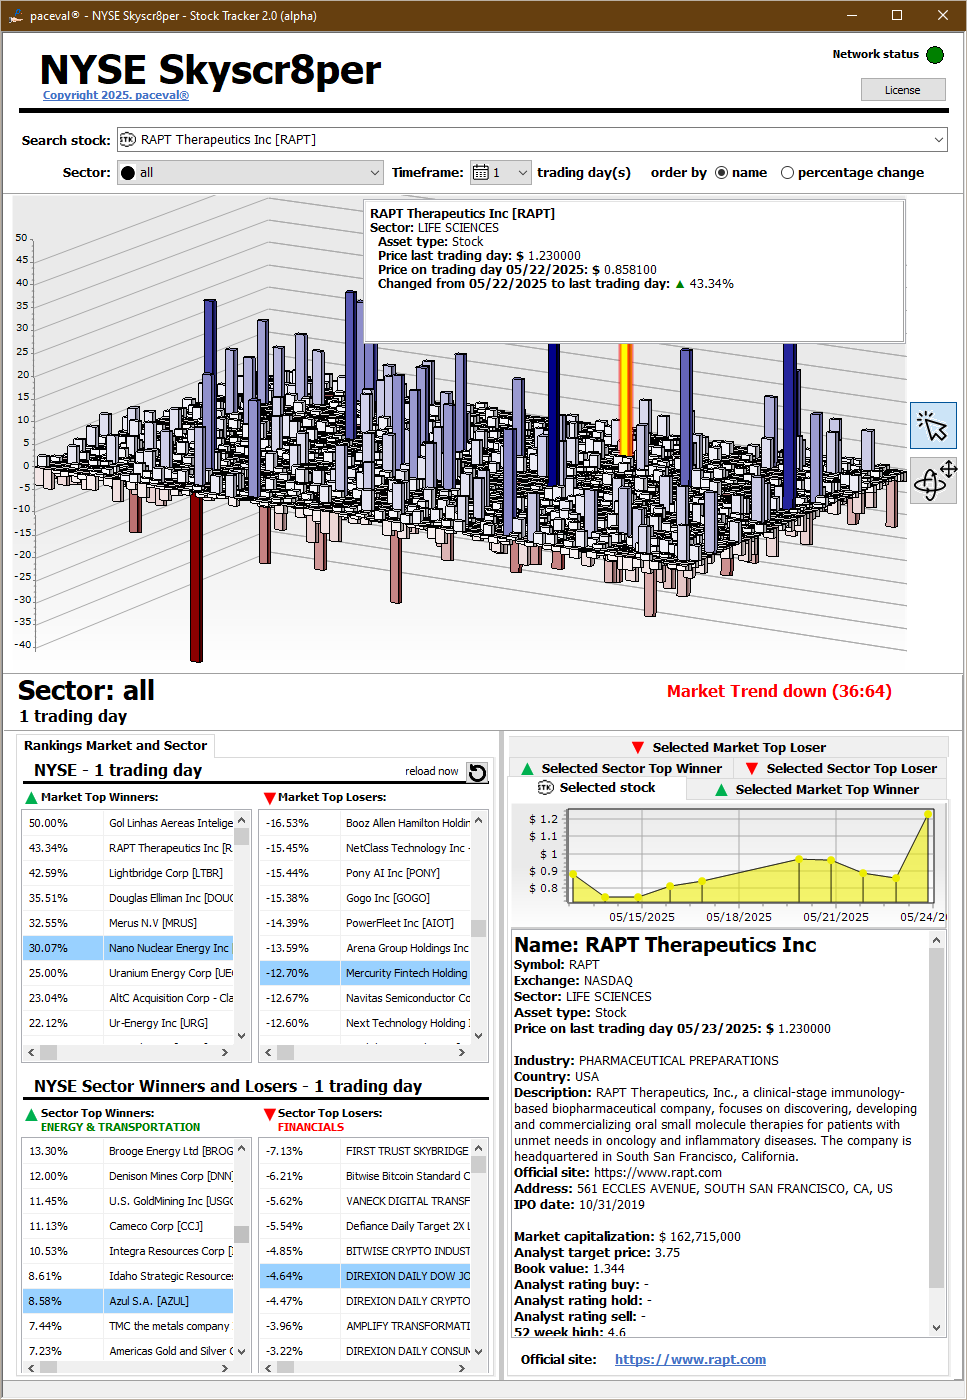 paceval® - NYSE Skyscr8per - Stock Tracker 2.0 (alpha)
NYSE Skyscr8per
Copyright 2025. paceval®
Network status
License
Search stock: STK RAPT Therapeutics Inc [RAPT]
Sector: all Timeframe: 1 trading day(s) order by name percentage change
RAPT Therapeutics Inc [RAPT]
Sector: LIFE SCIENCES
Asset type: Stock
Price last trading day: $ 1.230000
Price on trading day 05/22/2025: $ 0.858100
Changed from 05/22/2025 to last trading day: ▲ 43.34%
50
45
40
35
30
25
20
15
10
5
0
-5
-10
-15
-20
-25
-30
-35
-40
Sector: all
1 trading day
Market Trend down (36:64)
Rankings Market and Sector
NYSE - 1 trading day
reload now
Market Top Winners:
50.00% Gol Linhas Aereas Intelige
43.34% RAPT Therapeutics Inc [R
42.59% Lightbridge Corp [LTBR]
35.51% Douglas Elliman Inc [DOUG
32.55% Merus N.V [MRUS]
30.07% Nano Nuclear Energy Inc
25.00% Uranium Energy Corp [UE
23.04% AltC Acquisition Corp - Cla
22.12% Ur-Energy Inc [URG]
Market Top Losers:
-16.53% Booz Allen Hamilton Holdin
-15.45% NetClass Technology Inc -
-15.44% Pony AI Inc [PONY]
-15.38% Gogo Inc [GOGO]
-14.39% PowerFleet Inc [AIOT]
-13.59% Arena Group Holdings Inc
-12.70% Mercurity Fintech Holding
-12.67% Navitas Semiconductor Co
-12.60% Next Technology Holding
NYSE Sector Winners and Losers - 1 trading day
Sector Top Winners:
ENERGY & TRANSPORTATION
13.30% Brooge Energy Ltd [BROG
12.00% Denison Mines Corp [DNN]
11.45% U.S. GoldMining Inc [USGO
11.13% Cameco Corp [CCJ]
10.53% Integra Resources Corp [
8.61% Idaho Strategic Resources
8.58% Azul S.A. [AZUL]
7.44% TMC the metals company
7.23% Americas Gold and Silver C
Sector Top Losers:
FINANCIALS
-7.13% FIRST TRUST SKYBRIDGE
-6.21% Bitwise Bitcoin Standard C
-5.62% VANECK DIGITAL TRANSF
-5.54% Defiance Daily Target 2X L
-4.85% BITWISE CRYPTO INDUST
-4.64% DIREXION DAILY DOW JO
-4.47% DIREXION DAILY CRYPTO
-3.96% AMPLIFY TRANSFORMATI
-3.22% DIREXION DAILY CONSUM
Selected Market Top Loser
Selected Sector Top Winner Selected Sector Top Loser
STK Selected stock Selected Market Top Winner
$ 1.2
$ 1.1
$ 1
$ 0.9
$ 0.8
05/15/2025 05/18/2025 05/21/2025 05/24/2
Name: RAPT Therapeutics Inc
Symbol: RAPT
Exchange: NASDAQ
Sector: LIFE SCIENCES
Asset type: Stock
Price on last trading day 05/23/2025: $ 1.230000
Industry: PHARMACEUTICAL PREPARATIONS
Country: USA
Description: RAPT Therapeutics, Inc., a clinical-stage immunology-
based biopharmaceutical company, focuses on discovering, developing
and commercializing oral small molecule therapies for patients with
unmet needs in oncology and inflammatory diseases. The company is
headquartered in South San Francisco, California.
Official site: https://www.rapt.com
Address: 561 ECCLES AVENUE, SOUTH SAN FRANCISCO, CA, US
IPO date: 10/31/2019
Market capitalization: $ 162,715,000
Analyst target price: 3.75
Book value: 1.344
Analyst rating buy: -
Analyst rating hold: -
Analyst rating sell: -
52 week high: 4.6
Official site: https://www.rapt.com